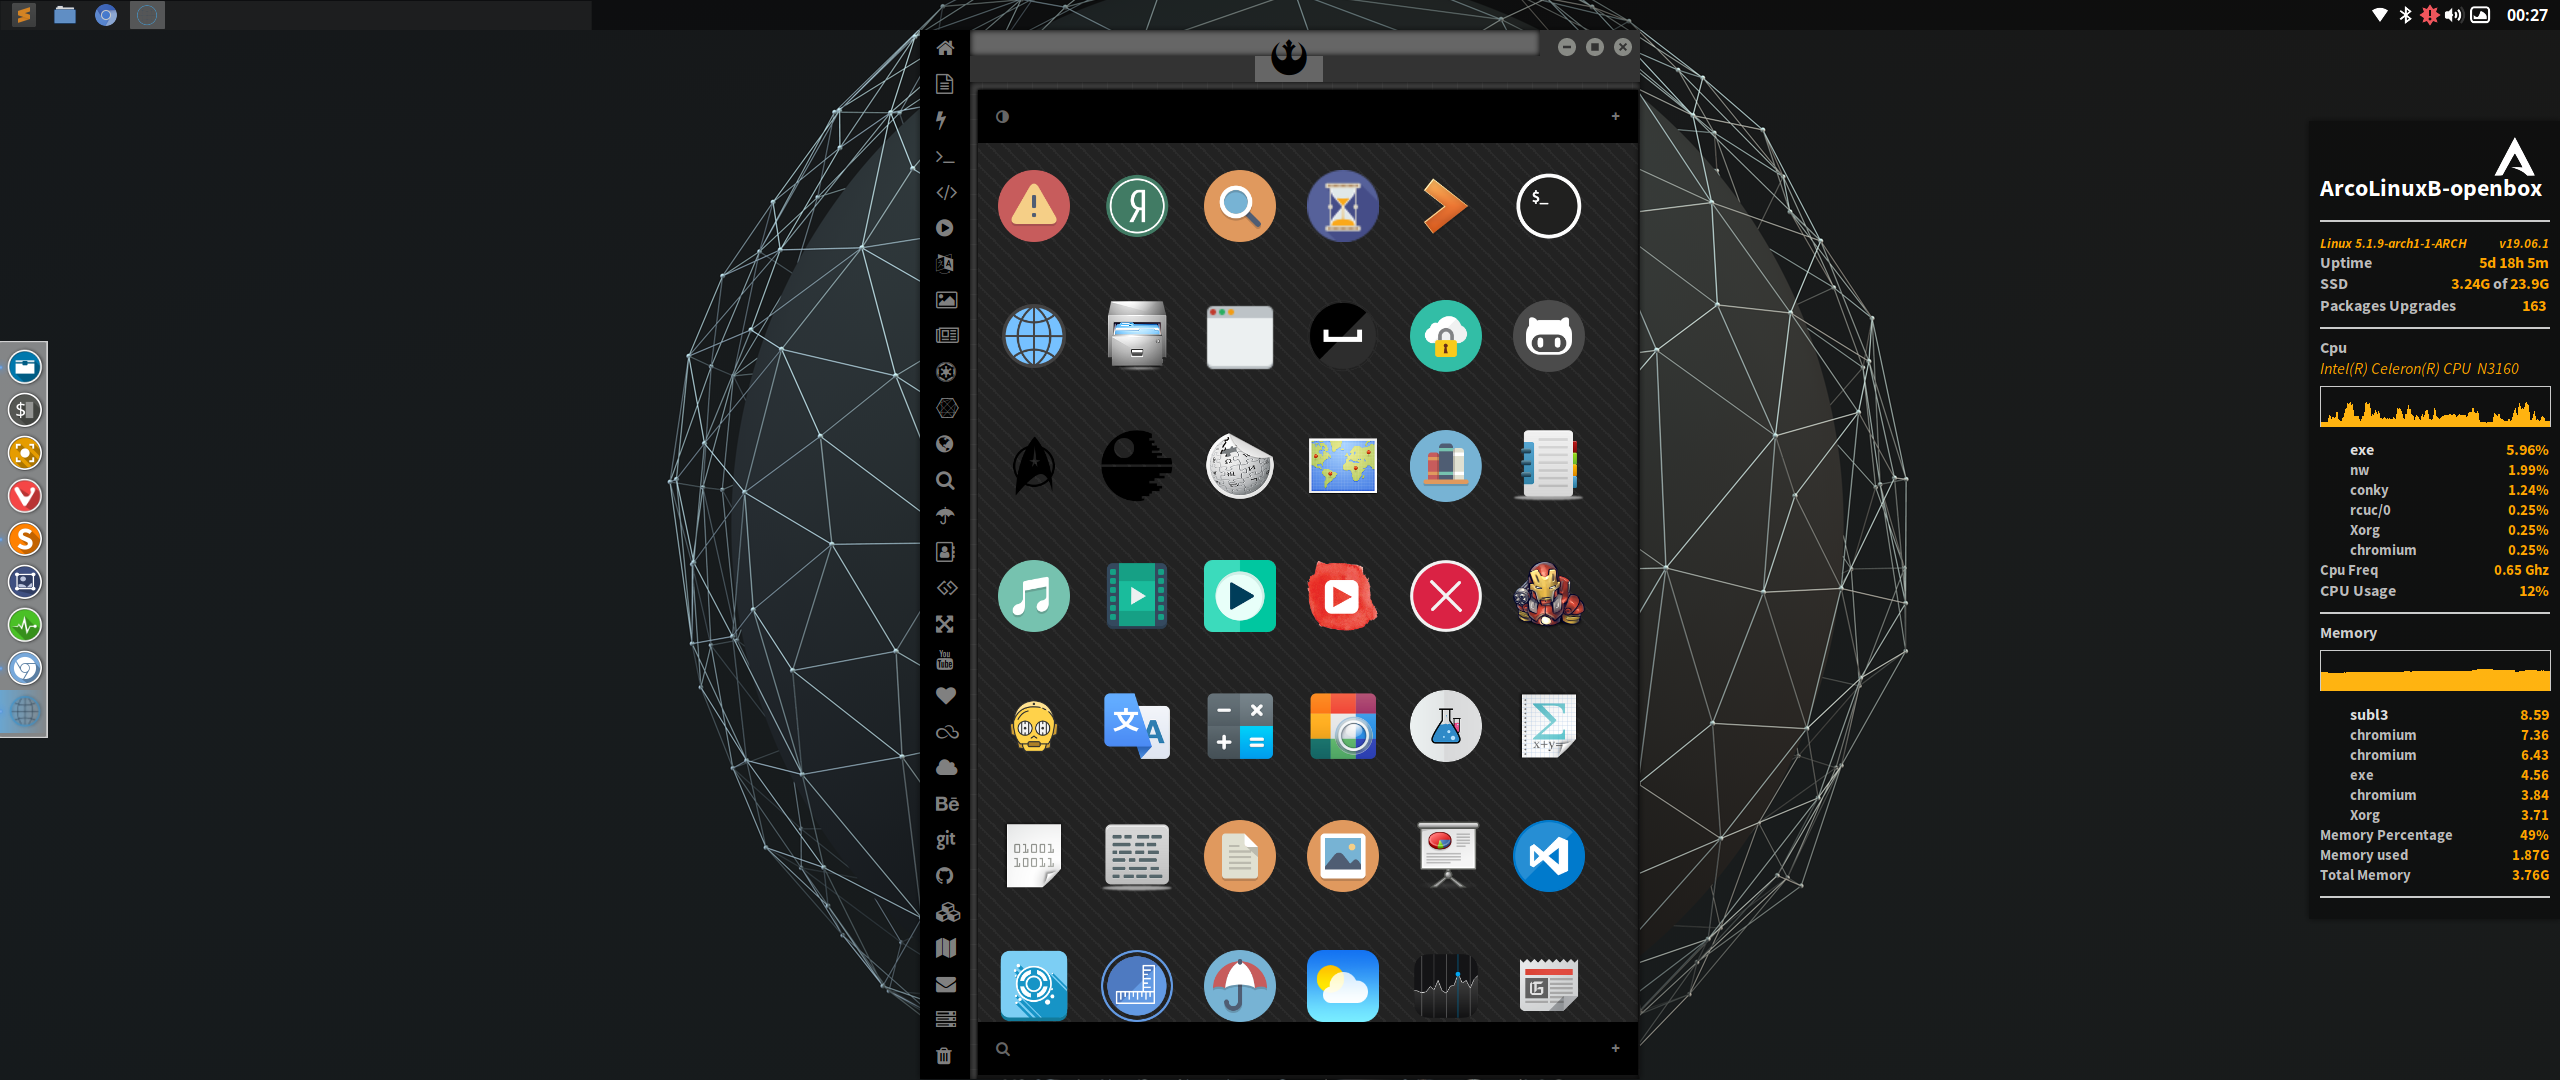 00:27
>_
</>
You
Tube
Bē
git
Я
$_
文
A
x+y=
01001
10011
$
S
ArcoLinuxB-openbox
Linux 5.1.9-arch1-1-ARCH v19.06.1
Uptime 5d 18h 5m
SSD 3.24G of 23.9G
Packages Upgrades 163
Cpu
Intel(R) Celeron(R) CPU N3160
exe 5.96%
nw 1.99%
conky 1.24%
rcuc/0 0.25%
Xorg 0.25%
chromium 0.25%
Cpu Freq 0.65 Ghz
CPU Usage 12%
Memory
subl3 8.59
chromium 7.36
chromium 6.43
exe 4.56
chromium 3.84
Xorg 3.71
Memory Percentage 49%
Memory used 1.87G
Total Memory 3.76G